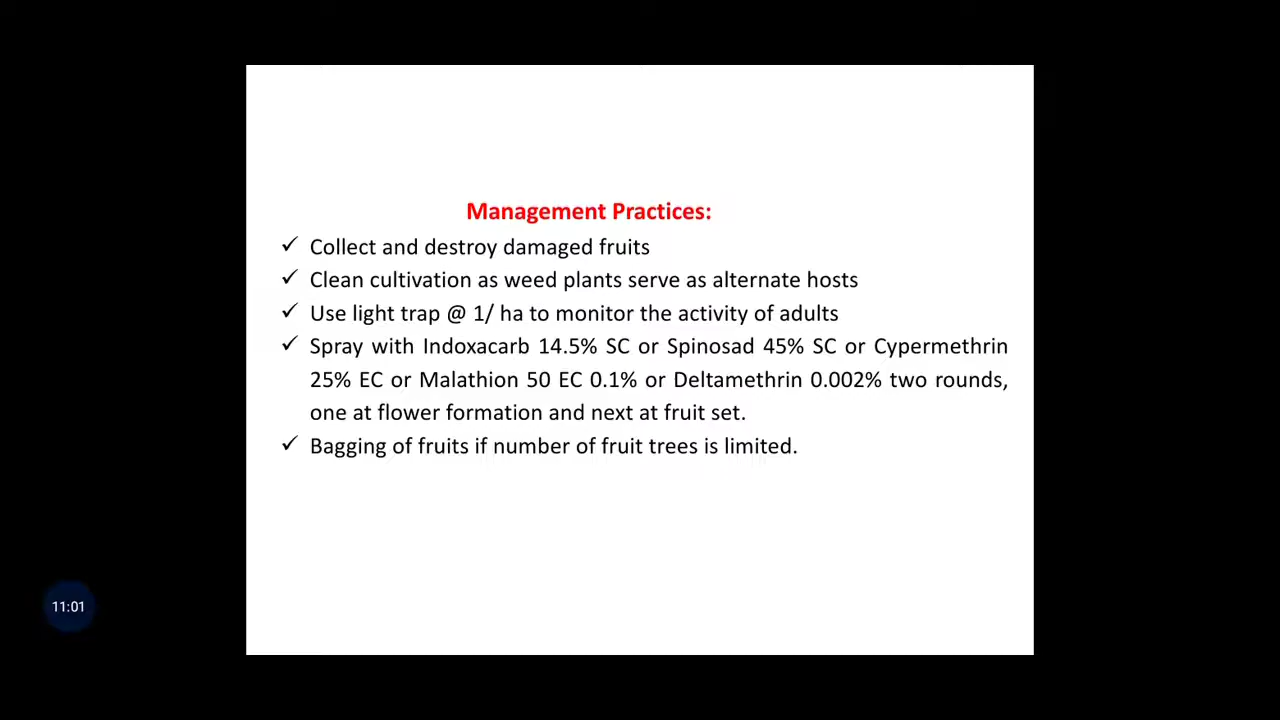 Management Practices:
✓ Collect and destroy damaged fruits
✓ Clean cultivation as weed plants serve as alternate hosts
✓ Use light trap @ 1/ ha to monitor the activity of adults
✓ Spray with Indoxacarb 14.5% SC or Spinosad 45% SC or Cypermethrin
25% EC or Malathion 50 EC 0.1% or Deltamethrin 0.002% two rounds,
one at flower formation and next at fruit set.
✓ Bagging of fruits if number of fruit trees is limited.
11:01